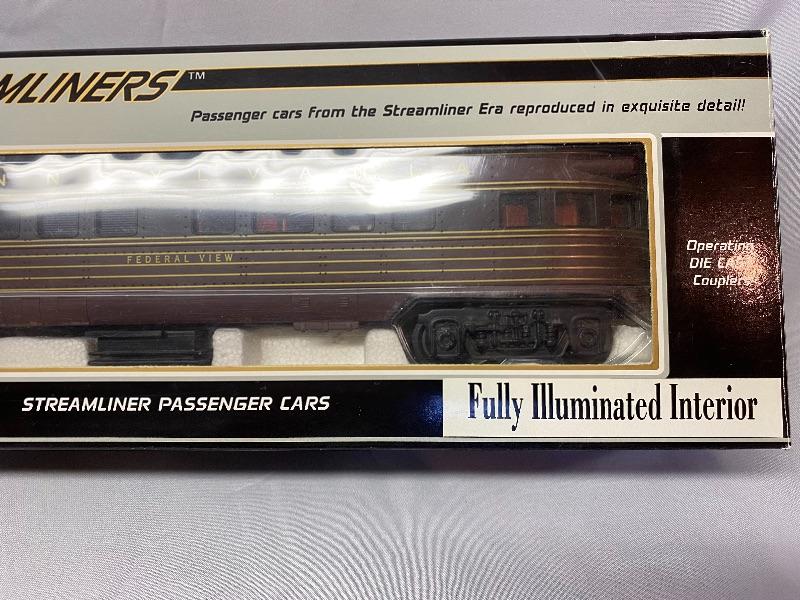 MLINERS™
Passenger cars from the Streamliner Era reproduced in exquisite detail!
NNSYLVANIA
FEDERAL VIEW
Operating
DIE CAST
Couplers
STREAMLINER PASSENGER CARS
Fully Illuminated Interior